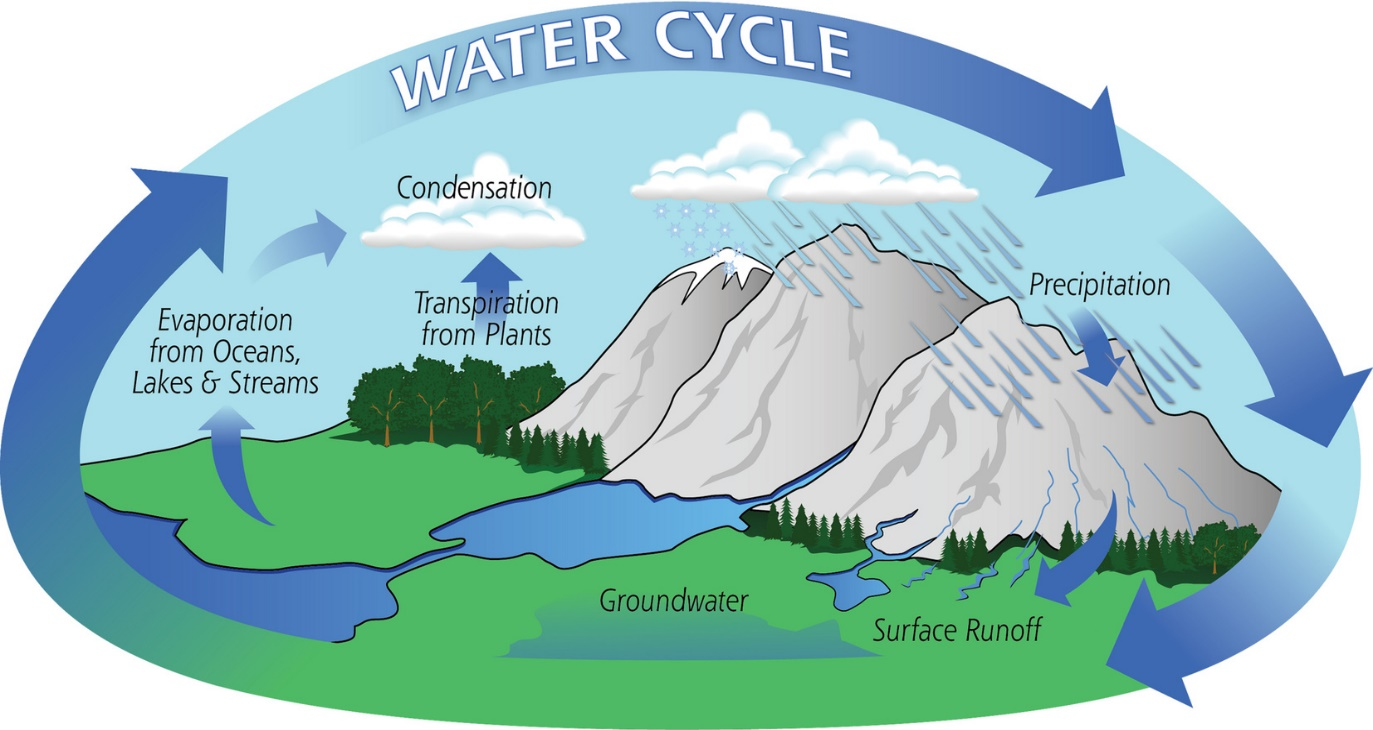 WATER CYCLE
Condensation
Precipitation
Transpiration
from Plants
Evaporation
from Oceans,
Lakes & Streams
Groundwater
Surface Runoff